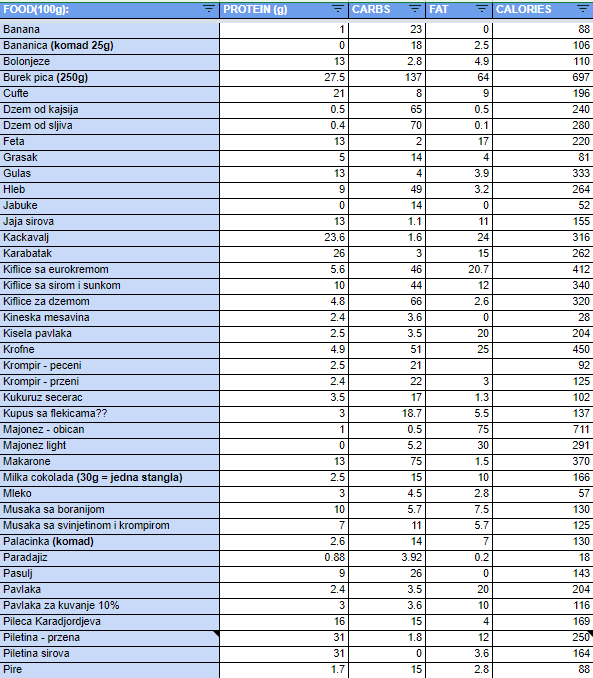 FOOD(100g): PROTEIN (g) CARBS FAT CALORIES
Banana 1 23 0 88
Bananica (komad 25g) 0 18 2.5 106
Bolonjeze 13 2.8 4.9 110
Burek pica (250g) 27.5 137 64 697
Cufte 21 8 9 196
Dzem od kajsija 0.5 65 0.5 240
Dzem od sljiva 0.4 70 0.1 280
Feta 13 2 17 220
Grasak 5 14 4 81
Gulas 13 4 3.9 333
Hleb 9 49 3.2 264
Jabuke 0 14 0 52
Jaja sirova 13 1.1 11 155
Kackavalj 23.6 1.6 24 316
Karabatak 26 3 15 262
Kiflice sa eurokremom 5.6 46 20.7 412
Kiflice sa sirom i sunkom 10 44 12 340
Kiflice za dzemom 4.8 66 2.6 320
Kineska mesavina 2.4 3.6 0 28
Kisela pavlaka 2.5 3.5 20 204
Krofne 4.9 51 25 450
Krompir - peceni 2.5 21 92
Krompir - przeni 2.4 22 3 125
Kukuruz secerac 3.5 17 1.3 102
Kupus sa flekicama?? 3 18.7 5.5 137
Majonez - obican 1 0.5 75 711
Majonez light 0 5.2 30 291
Makarone 13 75 1.5 370
Milka cokolada (30g = jedna stangla) 2.5 15 10 166
Mleko 3 4.5 2.8 57
Musaka sa boranijom 10 5.7 7.5 130
Musaka sa svinjetinom i krompirom 7 11 5.7 125
Palacinka (komad) 2.6 14 7 130
Paradajiz 0.88 3.92 0.2 18
Pasulj 9 26 0 143
Pavlaka 2.4 3.5 20 204
Pavlaka za kuvanje 10% 3 3.6 10 116
Pileca Karadjordjeva 16 15 4 169
Piletina - przena 31 1.8 12 250
Piletina sirova 31 0 3.6 164
Pire 1.7 15 2.8 88